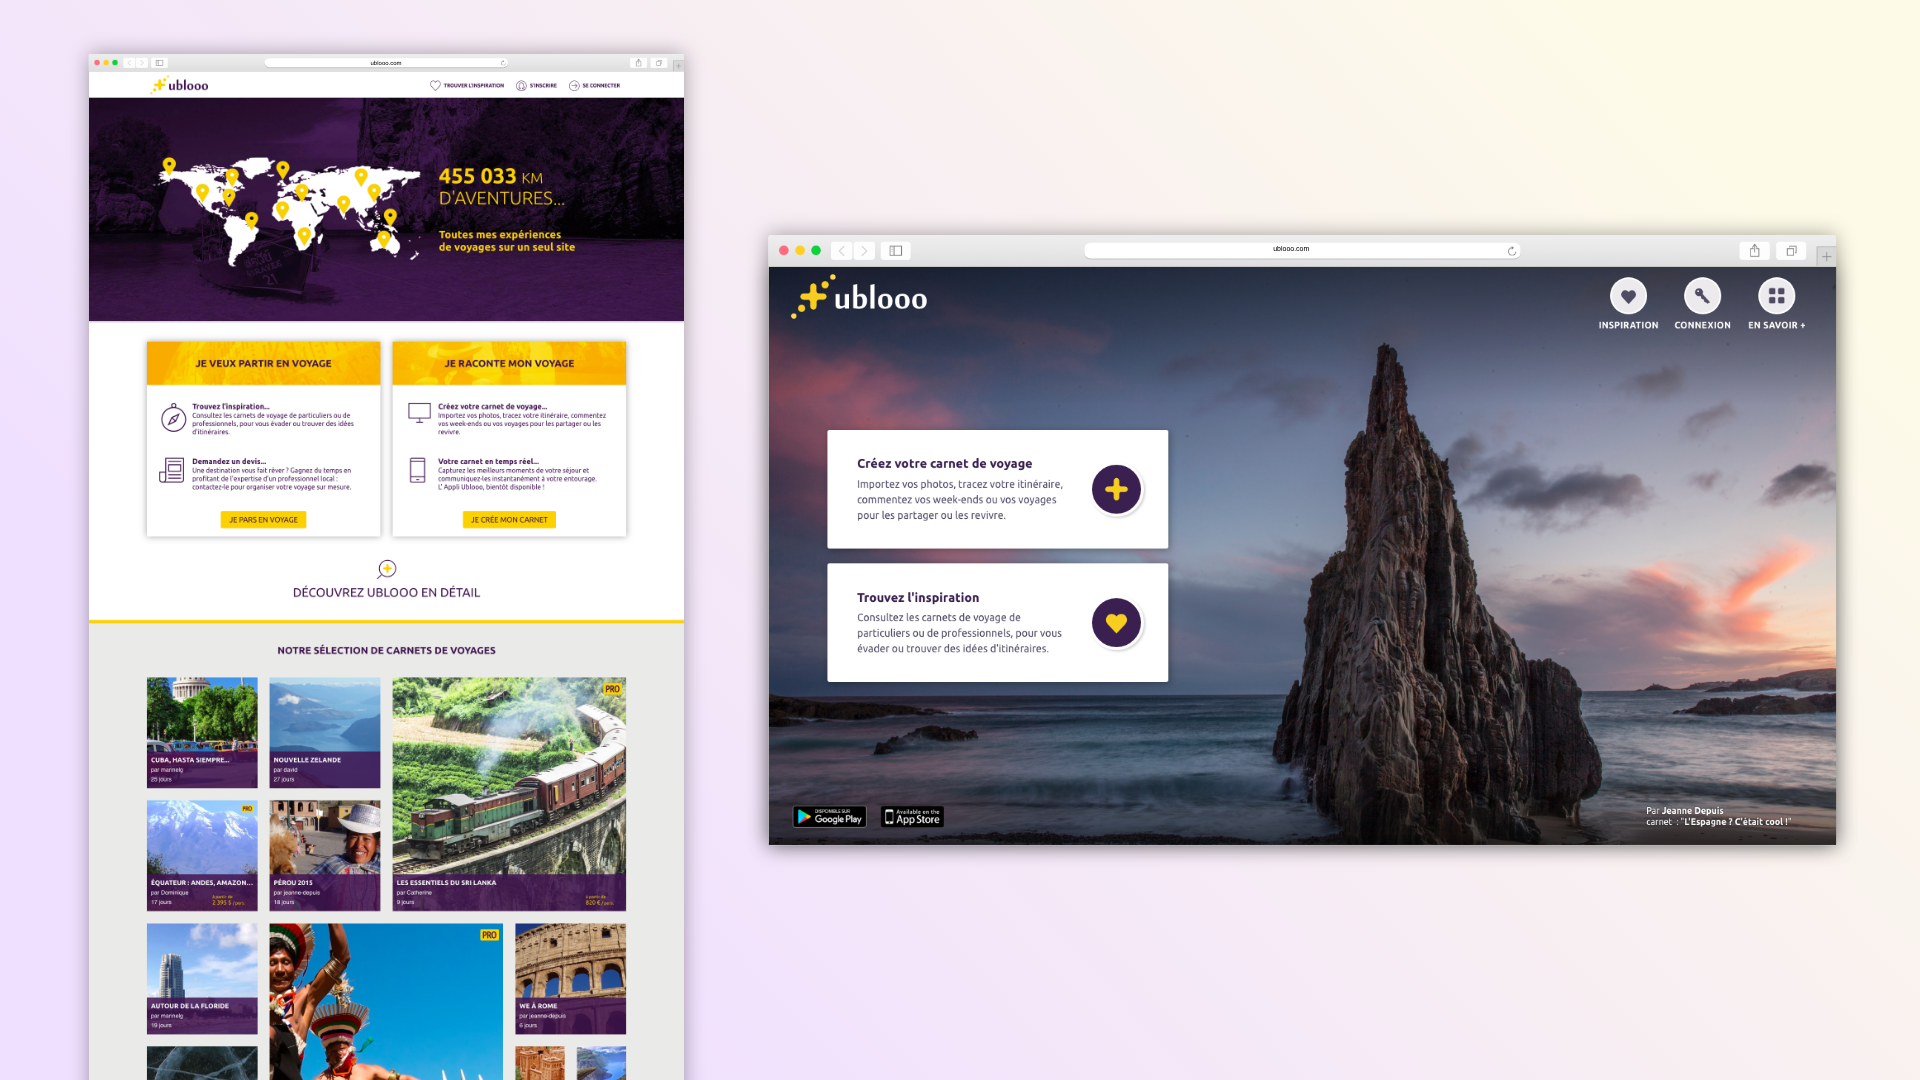 ublooo.com
ublooo
TROUVER L'INSPIRATION
S'INSCRIRE
SE CONNECTER
455 033 KM
D'AVENTURES...
Toutes mes expériences
de voyages sur un seul site
JE VEUX PARTIR EN VOYAGE
Trouvez l'inspiration...
Consultez les carnets de voyage de particuliers ou de
professionnels, pour vous évader ou trouver des idées
d'itinéraires.
Demandez un devis...
Une destination vous fait rêver ? Gagnez du temps en
profitant de l'expertise d'un professionnel local :
contactez-le pour organiser votre voyage sur mesure.
JE PARS EN VOYAGE
JE RACONTE MON VOYAGE
Créez votre carnet de voyage...
Importez vos photos, tracez votre itinéraire, commentez
vos week-ends ou vos voyages pour les partager ou les
revivre.
Votre carnet en temps réel...
Capturez les meilleurs moments de votre séjour et
communiquez-les instantanément à votre entourage.
L' Appli Ublooo, bientôt disponible !
JE CRÉE MON CARNET
DÉCOUVREZ UBLOOO EN DÉTAIL
NOTRE SÉLECTION DE CARNETS DE VOYAGES
CUBA, HASTA SIEMPRE...
par marinelg
25 jours
NOUVELLE ZELANDE
par david
27 jours
PRO
LES ESSENTIELS DU SRI LANKA
par Catherine
9 jours
à partir de
820 € / pers.
PRO
ÉQUATEUR : ANDES, AMAZON...
par Dominique
17 jours
à partir de
2 395 $ / pers.
PÉROU 2015
par jeanne-depuis
18 jours
AUTOUR DE LA FLORIDE
par marinelg
19 jours
PRO
WE À ROME
par jeanne-depuis
6 jours
ublooo.com
ublooo
INSPIRATION
CONNEXION
EN SAVOIR +
Créez votre carnet de voyage
Importez vos photos, tracez votre itinéraire,
commentez vos week-ends ou vos voyages
pour les partager ou les revivre.
Trouvez l'inspiration
Consultez les carnets de voyage de
particuliers ou de professionnels, pour vous
évader ou trouver des idées d'itinéraires.
DISPONIBLE SUR
Google Play
Available on the
App Store
Par Jeanne Depuis
carnet : "L'Espagne ? C'était cool !"